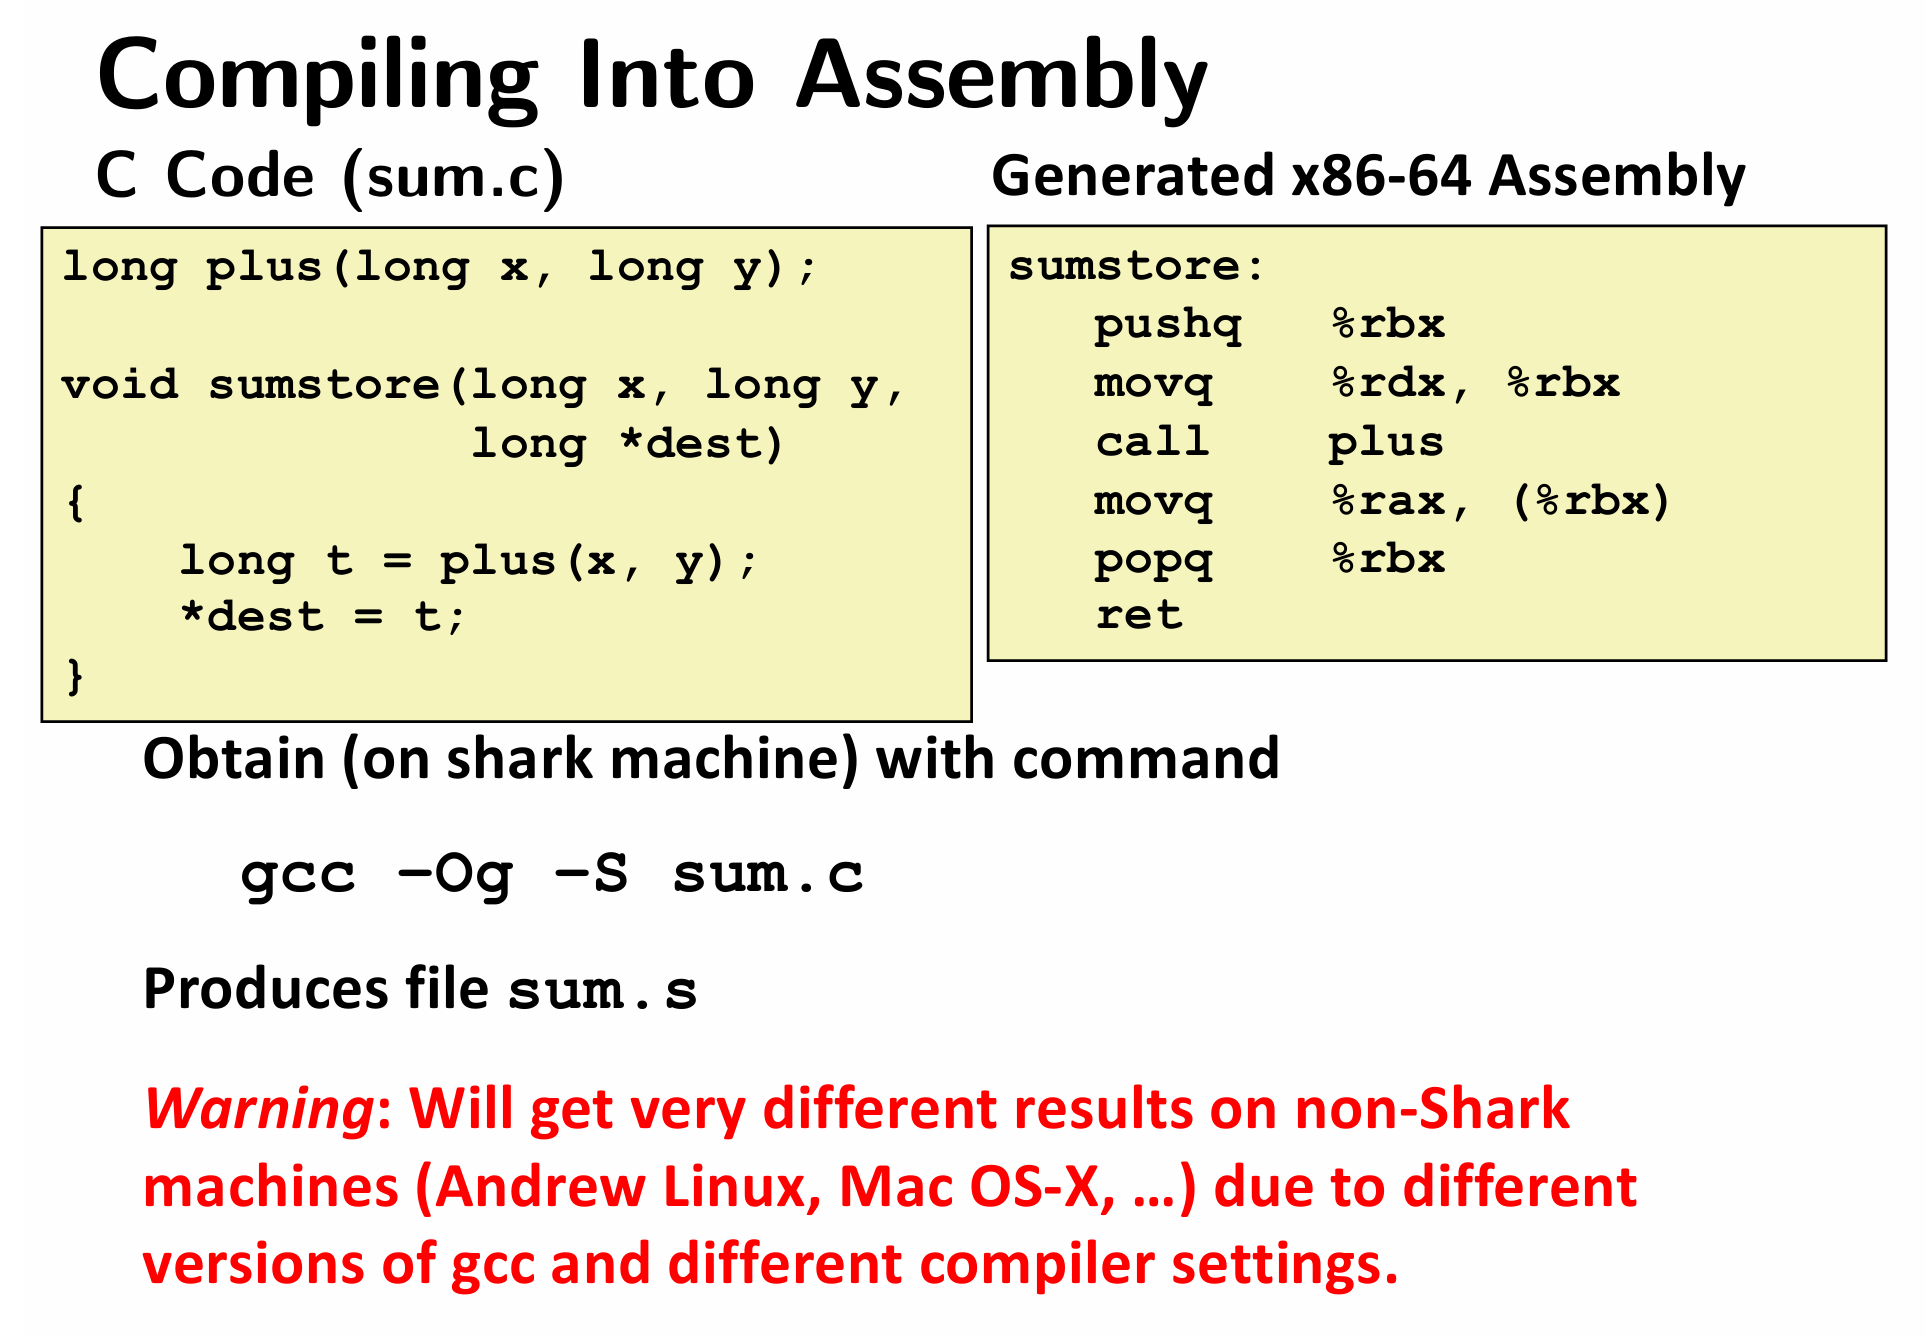 Compiling Into Assembly
C Code (sum.c)
long plus(long x, long y);
void sumstore(long x, long y,
              long *dest)
{
    long t = plus(x, y);
    *dest = t;
}
Generated x86-64 Assembly
sumstore:
   pushq   %rbx
   movq    %rdx, %rbx
   call    plus
   movq    %rax, (%rbx)
   popq    %rbx
   ret
Obtain (on shark machine) with command
gcc –Og –S sum.c
Produces file sum.s
Warning: Will get very different results on non-Shark
machines (Andrew Linux, Mac OS-X, …) due to different
versions of gcc and different compiler settings.